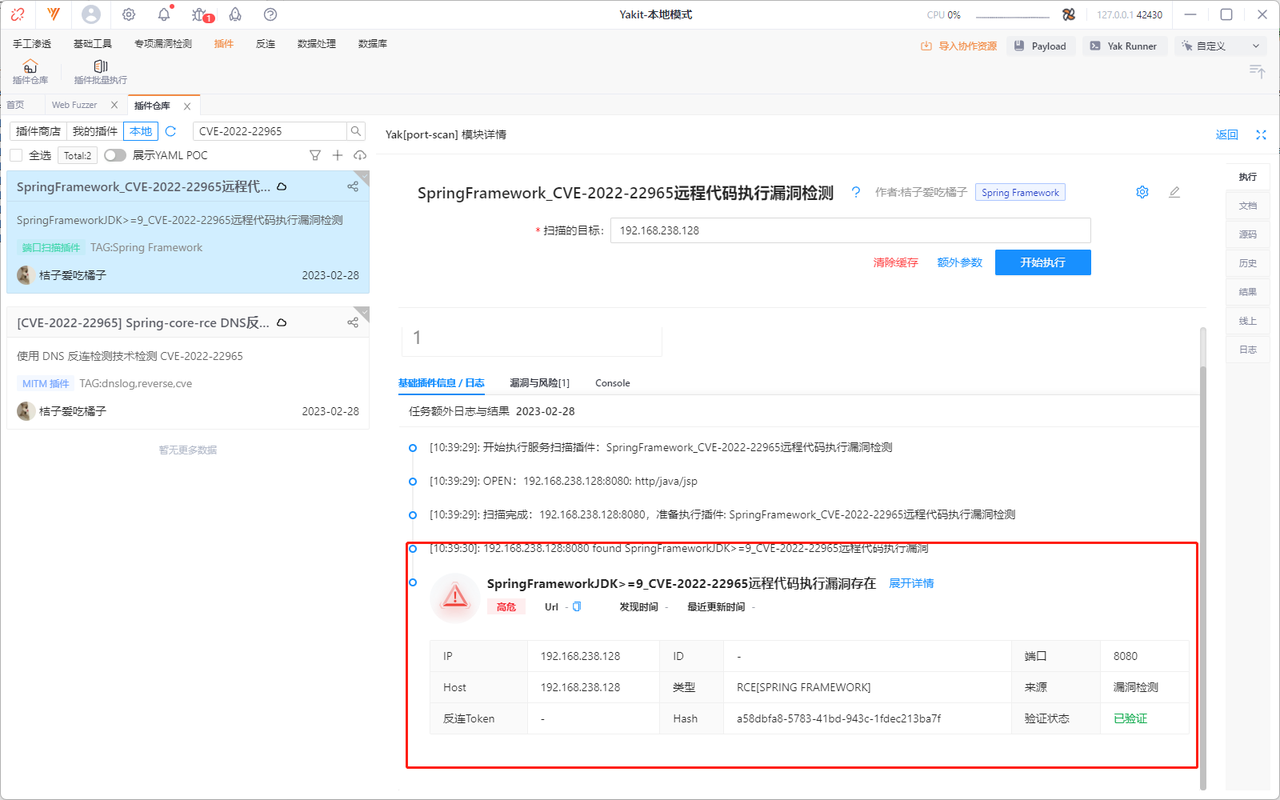 Yakit-本地模式
CPU 0%
127.0.0.1 42430
1
手工渗透 基础工具 专项漏洞检测 插件 反连 数据处理 数据库
导入协作资源 Payload Yak Runner 自定义
插件仓库 插件批量执行
首页 Web Fuzzer 插件仓库
插件商店 我的插件 本地 CVE-2022-22965
全选 Total:2 展示YAML POC
SpringFramework_CVE-2022-22965远程代...
SpringFrameworkJDK>=9_CVE-2022-22965远程代码执行漏洞检测
端口扫描插件 TAG:Spring Framework
桔子爱吃橘子 2023-02-28
[CVE-2022-22965] Spring-core-rce DNS反...
使用 DNS 反连检测技术检测 CVE-2022-22965
MITM 插件 TAG:dnslog,reverse,cve
桔子爱吃橘子 2023-02-28
暂无更多数据
Yak[port-scan] 模块详情 返回
SpringFramework_CVE-2022-22965远程代码执行漏洞检测 ? 作者:桔子爱吃橘子 Spring Framework
* 扫描的目标: 192.168.238.128
清除缓存 额外参数 开始执行
1
基础插件信息 / 日志 漏洞与风险[1] Console
任务额外日志与结果 2023-02-28
[10:39:29]: 开始执行服务扫描插件：SpringFramework_CVE-2022-22965远程代码执行漏洞检测
[10:39:29]: OPEN：192.168.238.128:8080: http/java/jsp
[10:39:29]: 扫描完成：192.168.238.128:8080，准备执行插件: SpringFramework_CVE-2022-22965远程代码执行漏洞检测
[10:39:30]: 192.168.238.128:8080 found SpringFrameworkJDK>=9_CVE-2022-22965远程代码执行漏洞
SpringFrameworkJDK>=9_CVE-2022-22965远程代码执行漏洞存在 展开详情
高危 Url - 发现时间 - 最近更新时间 -
IP 192.168.238.128 ID - 端口 8080
Host 192.168.238.128 类型 RCE[SPRING FRAMEWORK] 来源 漏洞检测
反连Token - Hash a58dbfa8-5783-41bd-943c-1fdec213ba7f 验证状态 已验证
执行
文档
源码
历史
结果
线上
日志